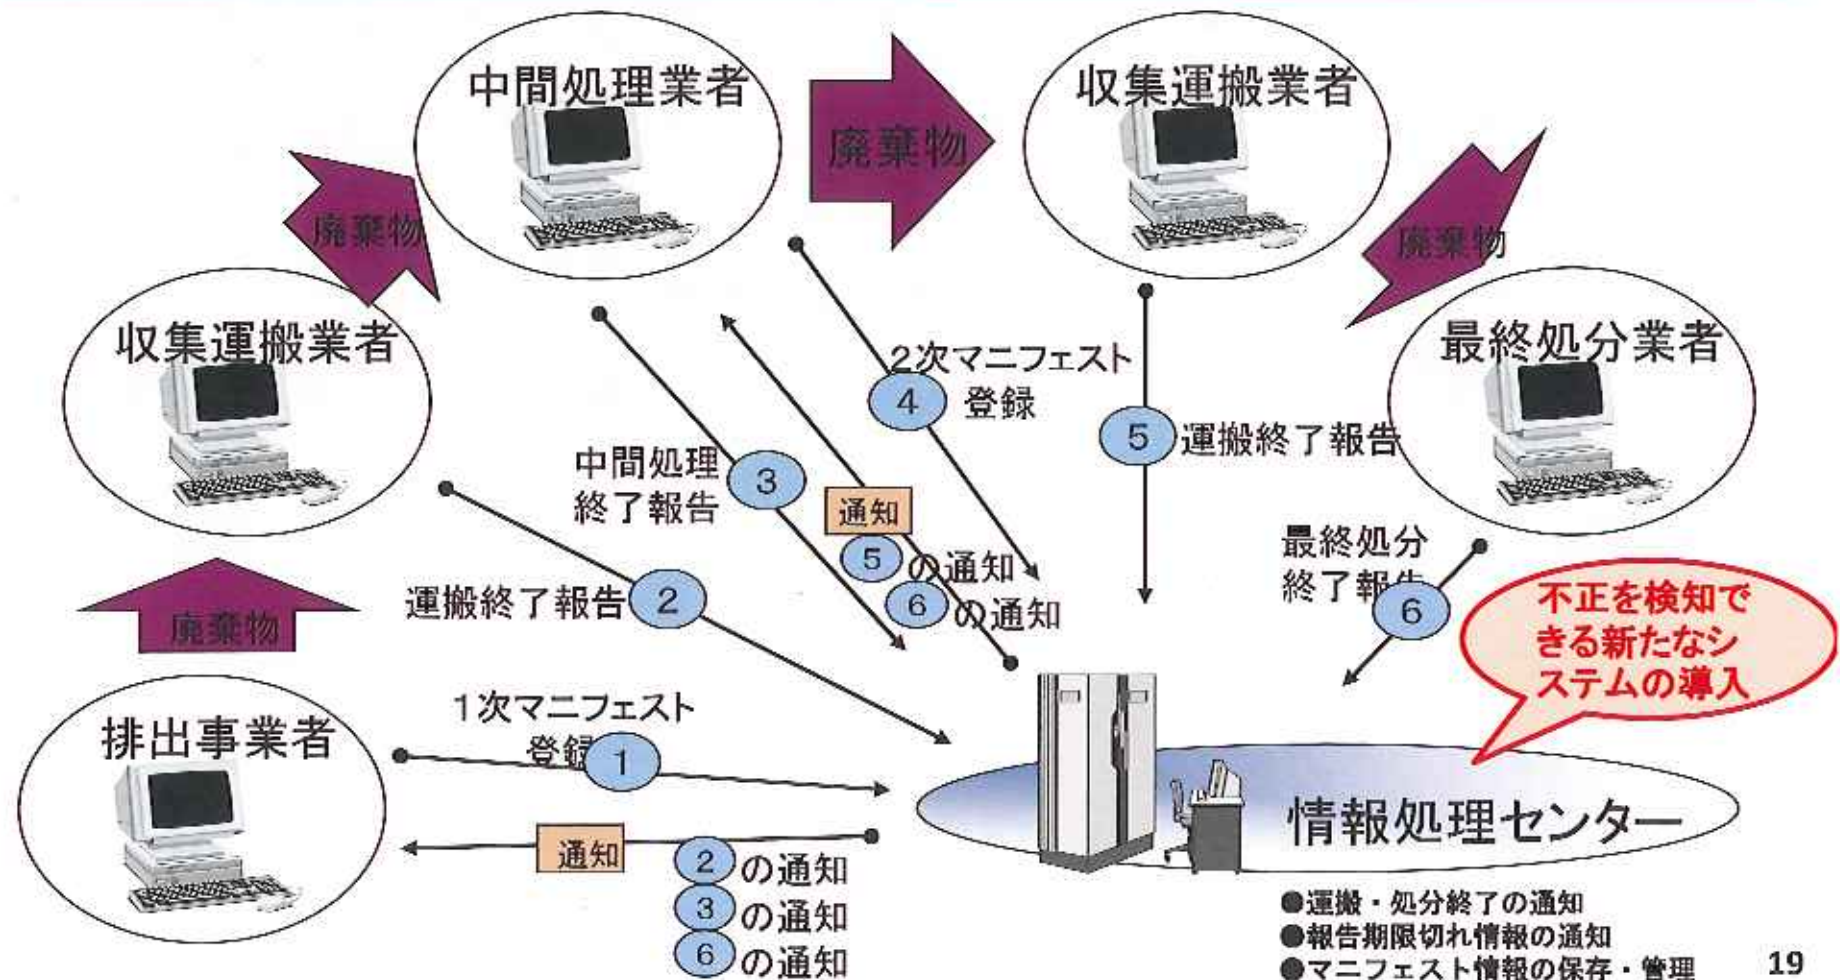 中間処理業者
収集運搬業者
廃棄物
廃棄物
廃棄物
収集運搬業者
最終処分業者
2次マニフェスト
登録
4
5
運搬終了報告
中間処理
終了報告
3
通知
5の通知
6の通知
最終処分
終了報告
6
運搬終了報告
2
廃棄物
不正を検知で
きる新たなシ
ステムの導入
1次マニフェスト
登録
1
排出事業者
情報処理センター
通知
2の通知
3の通知
6の通知
●運搬・処分終了の通知
●報告期限切れ情報の通知
●マニフェスト情報の保存・管理
19